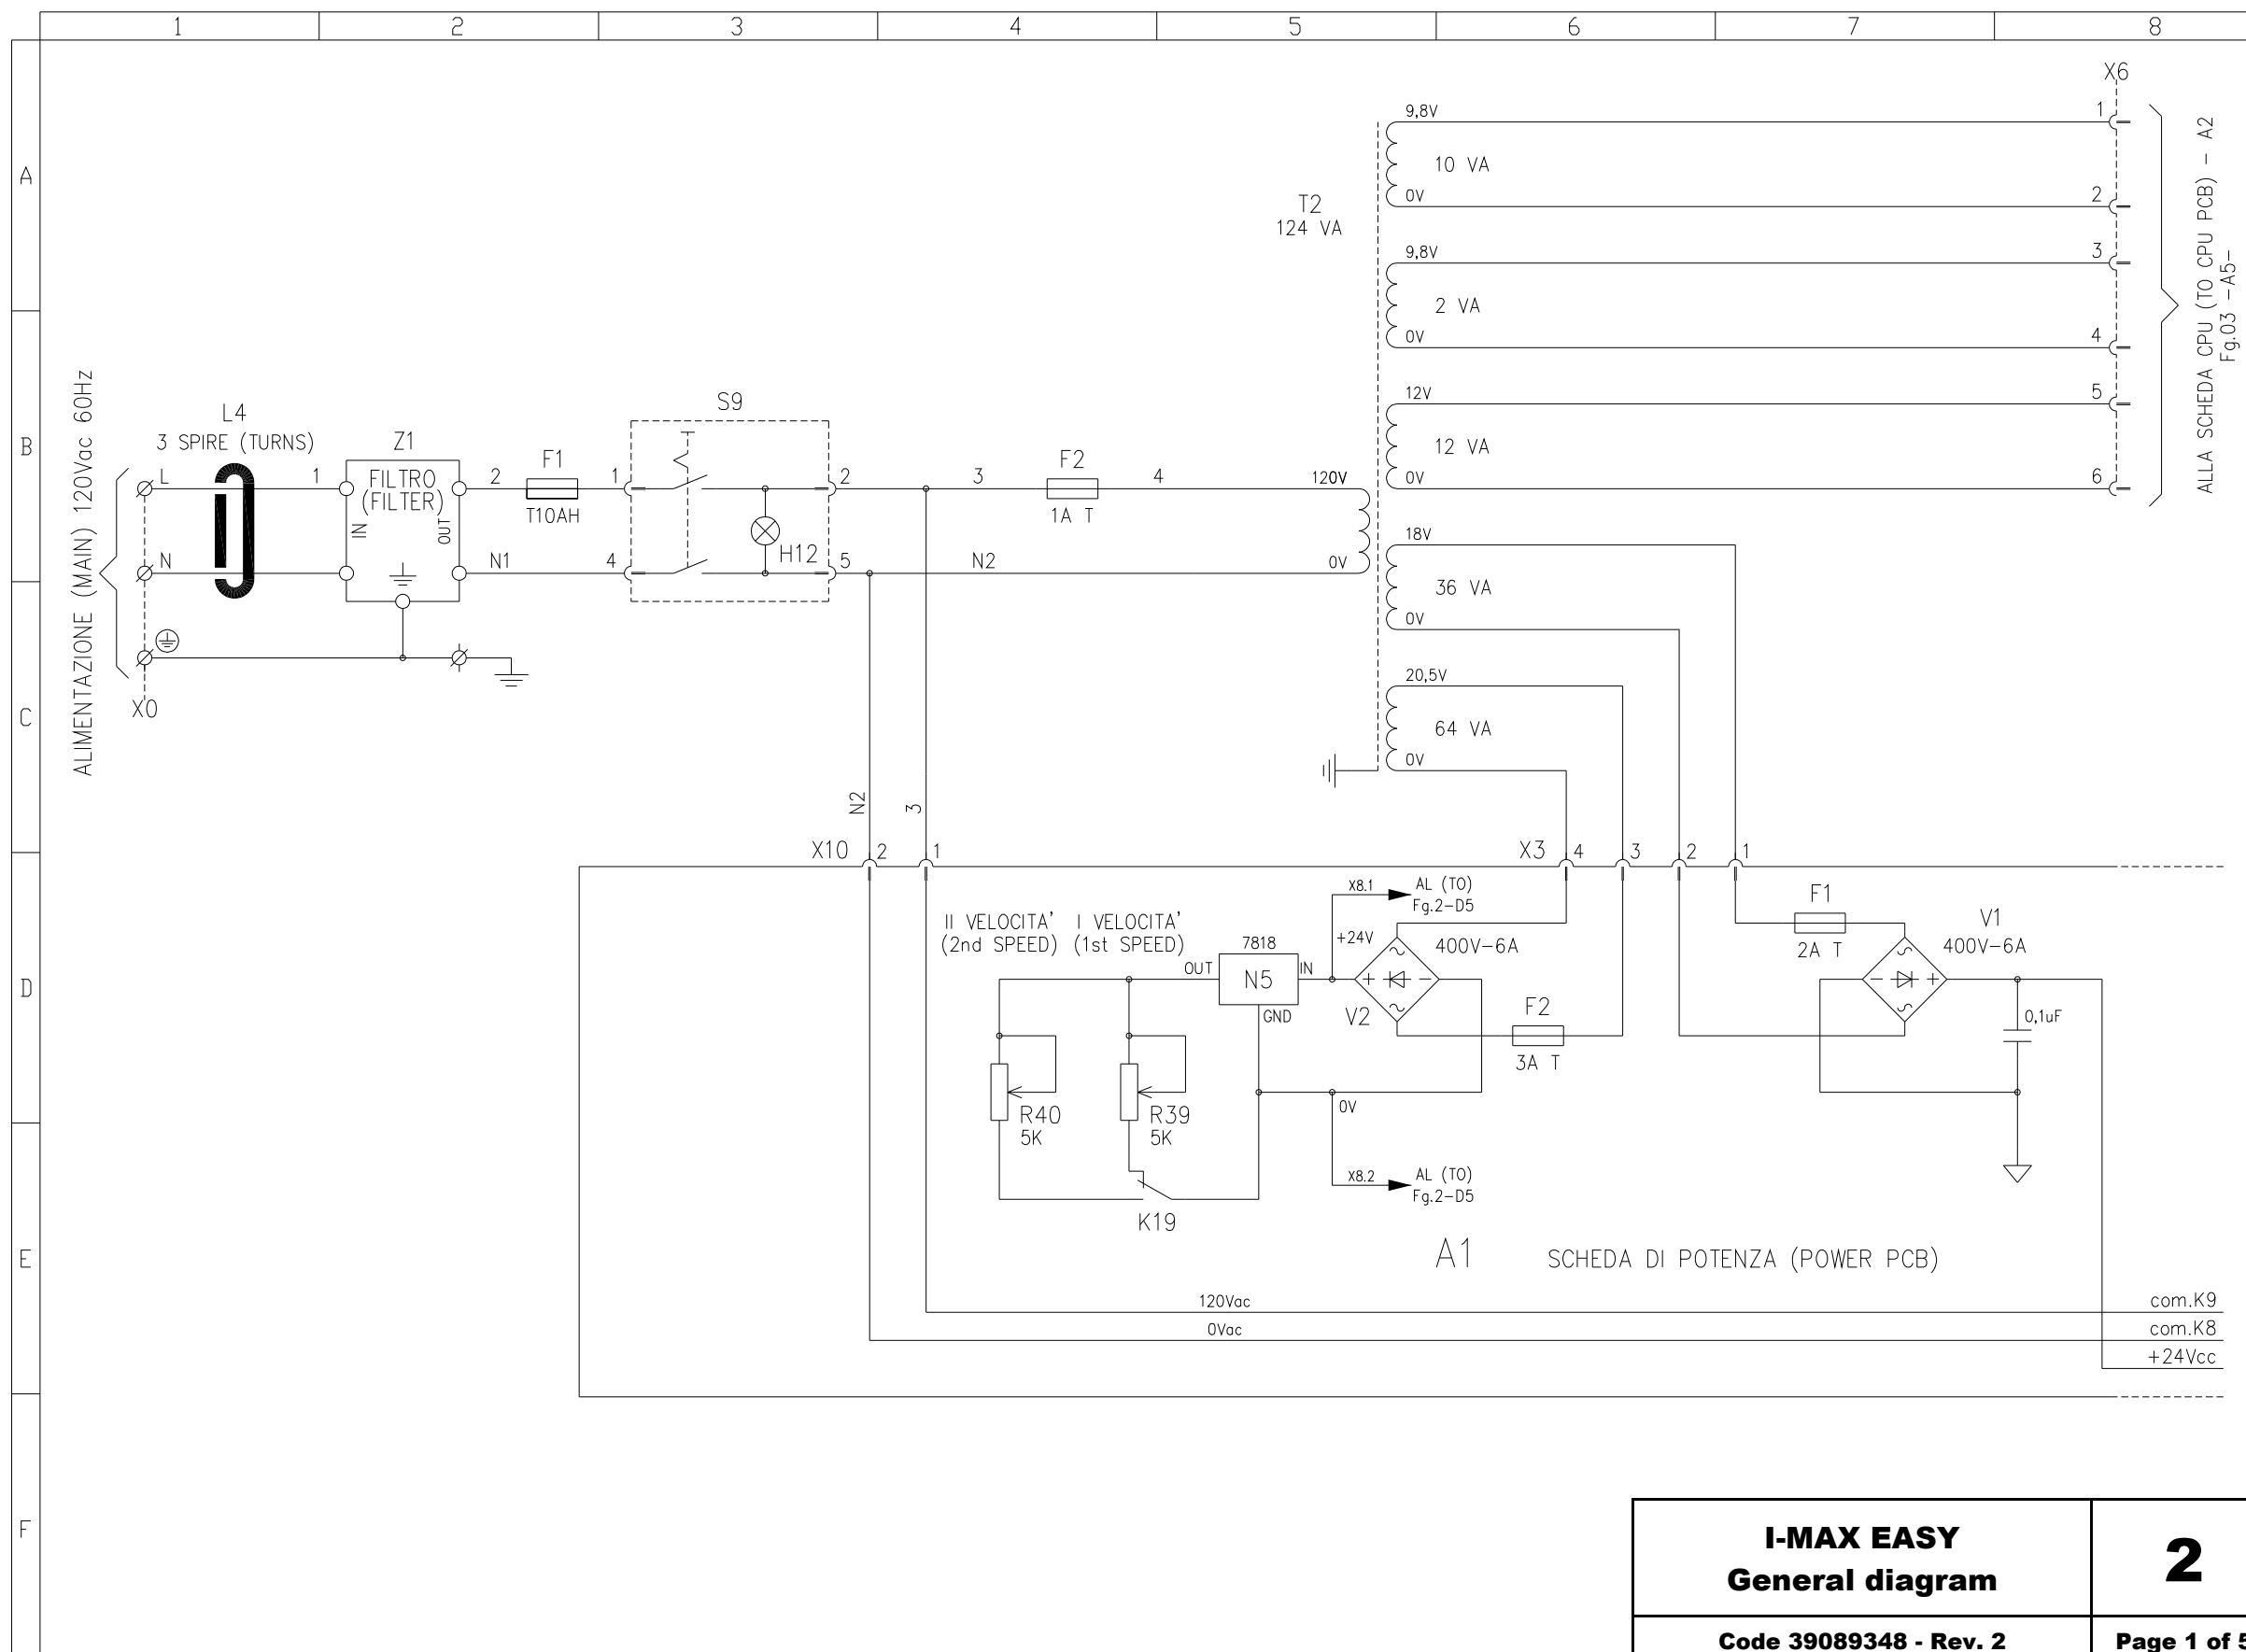 1 2 3 4 5 6 7 8
A
B
C
D
E
F
X6
9,8V
10 VA
0V
1
2
T2
124 VA
9,8V
2 VA
0V
3
4
12V
12 VA
0V
5
6
ALLA SCHEDA CPU (TO CPU PCB) - A2
Fg.03 -A5-
ALIMENTAZIONE (MAIN) 120Vac 60Hz
L4
3 SPIRE (TURNS)
L
N
X0
1
Z1
FILTRO
(FILTER)
IN
OUT
2
N1
F1
T10AH
S9
1
4
H12
2
5
3
N2
F2
1A T
4
120V
0V
18V
36 VA
0V
20,5V
64 VA
0V
N2
3
X10 2 1
X3 4 3 2 1
II VELOCITA' I VELOCITA'
(2nd SPEED) (1st SPEED)
7818
OUT
N5
IN
GND
X8.1
AL (TO)
Fg.2-D5
+24V
400V-6A
+ -
V2
F2
3A T
F1
2A T
V1
400V-6A
- +
0,1uF
R40
5K
R39
5K
0V
X8.2
AL (TO)
Fg.2-D5
K19
A1 SCHEDA DI POTENZA (POWER PCB)
120Vac
com.K9
0Vac
com.K8
+24Vcc
I-MAX EASY
General diagram
2
Code 39089348 - Rev. 2
Page 1 of 5